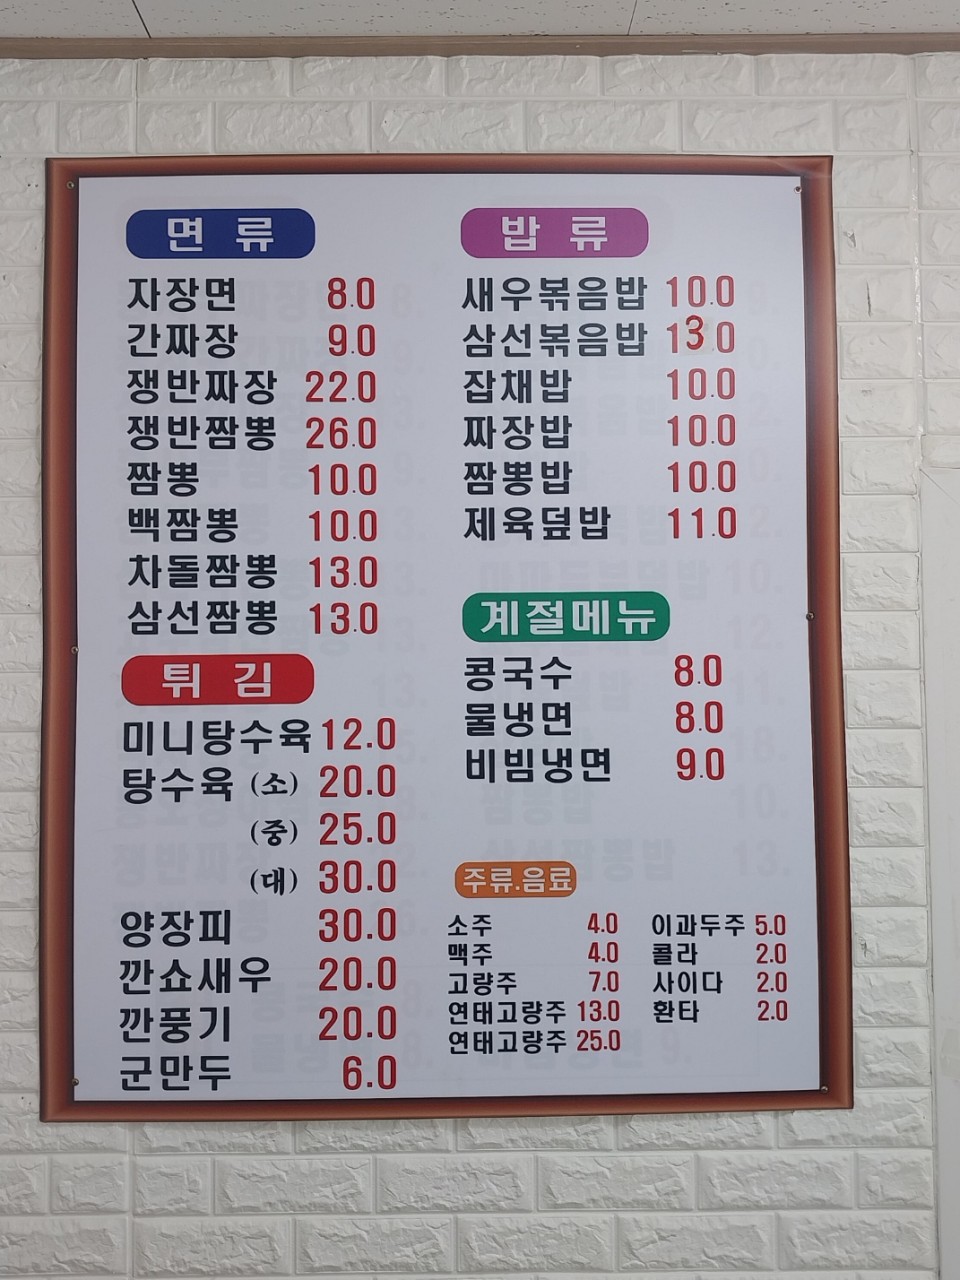 면 류
자장면 8.0
간짜장 9.0
쟁반짜장 22.0
쟁반짬뽕 26.0
짬뽕 10.0
백짬뽕 10.0
차돌짬뽕 13.0
삼선짬뽕 13.0
튀 김
미니탕수육 12.0
탕수육 (소) 20.0
(중) 25.0
(대) 30.0
양장피 30.0
깐쇼새우 20.0
깐풍기 20.0
군만두 6.0
밥 류
새우볶음밥 10.0
삼선볶음밥 13.0
잡채밥 10.0
짜장밥 10.0
짬뽕밥 10.0
제육덮밥 11.0
계절메뉴
콩국수 8.0
물냉면 8.0
비빔냉면 9.0
주류.음료
소주 4.0
맥주 4.0
고량주 7.0
연태고량주 13.0
연태고량주 25.0
이과두주 5.0
콜라 2.0
사이다 2.0
환타 2.0